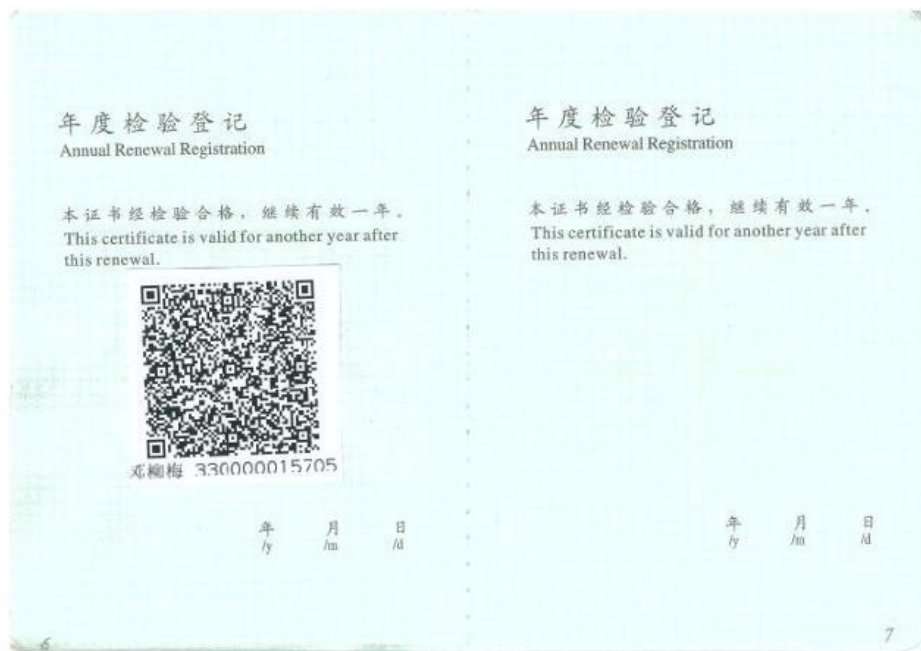 年度检验登记
Annual Renewal Registration
本证书经检验合格，继续有效一年。
This certificate is valid for another year after
this renewal.
邓柳梅 330000015705
年 月 日
/y /m /d
6
年度检验登记
Annual Renewal Registration
本证书经检验合格，继续有效一年。
This certificate is valid for another year after
this renewal.
年 月 日
/y /m /d
7